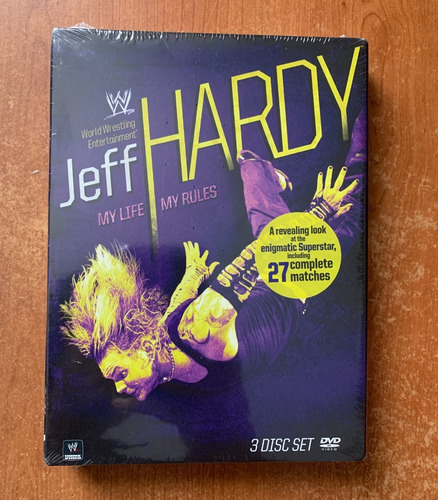 W
World Wrestling
Entertainment®
Jeff
HARDY
MY LIFE
MY RULES
A revealing look
at the
enigmatic Superstar,
including
27 complete
matches
3 DISC SET
DVD
VIDEO